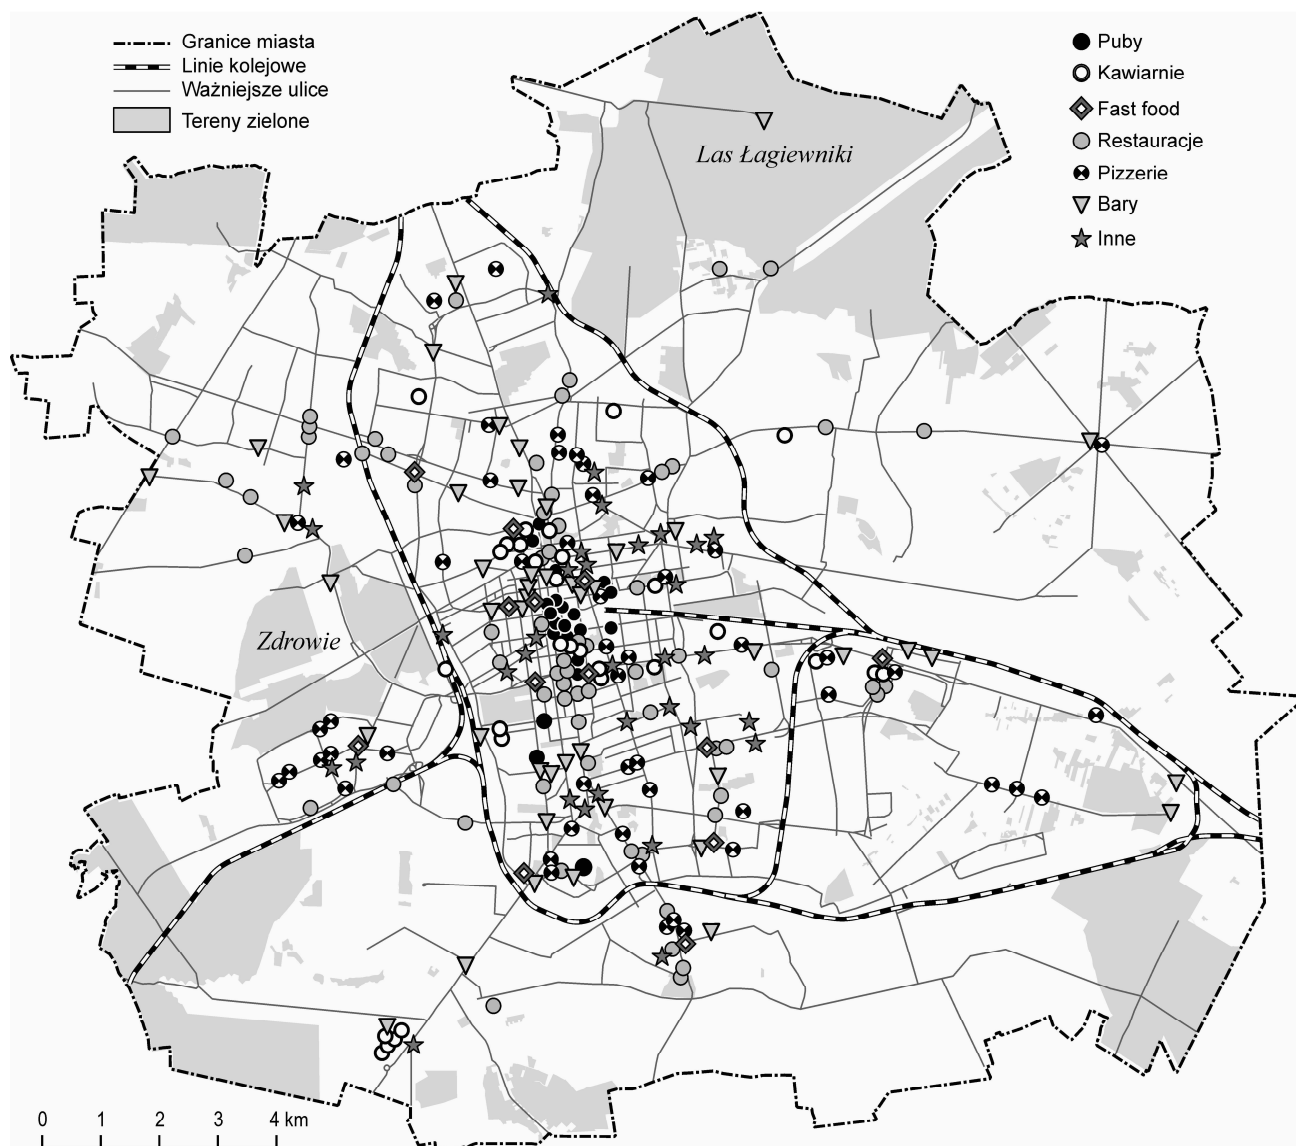 Granice miasta
Linie kolejowe
Ważniejsze ulice
Tereny zielone
Puby
Kawiarnie
Fast food
Restauracje
Pizzerie
Bary
Inne
Las Łagiewniki
Zdrowie
0 1 2 3 4 km